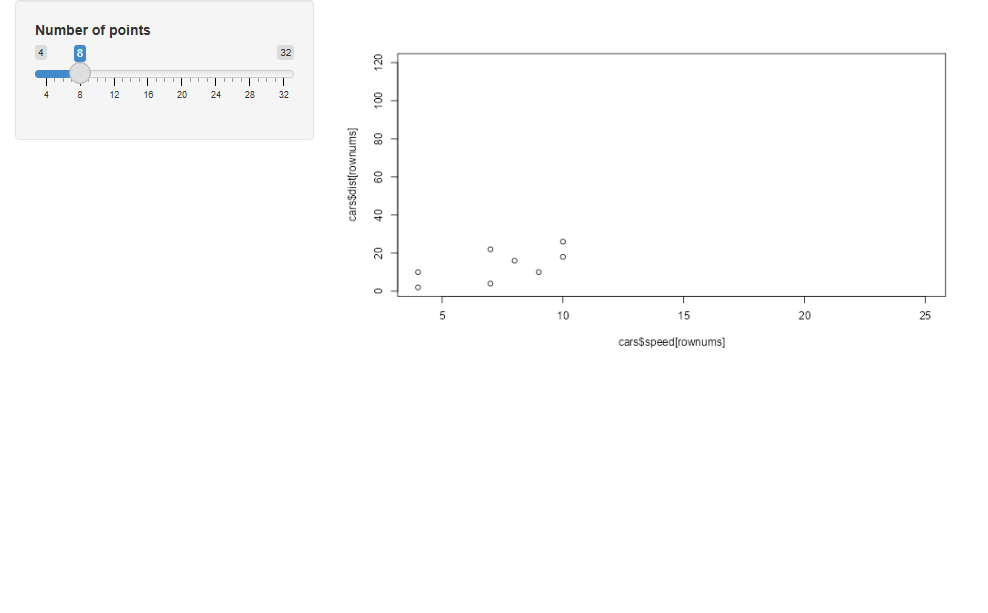 Number of points
4 8 32
4 8 12 16 20 24 28 32
cars$dist[rownums]
120
100
80
60
40
20
0
5 10 15 20 25
cars$speed[rownums]